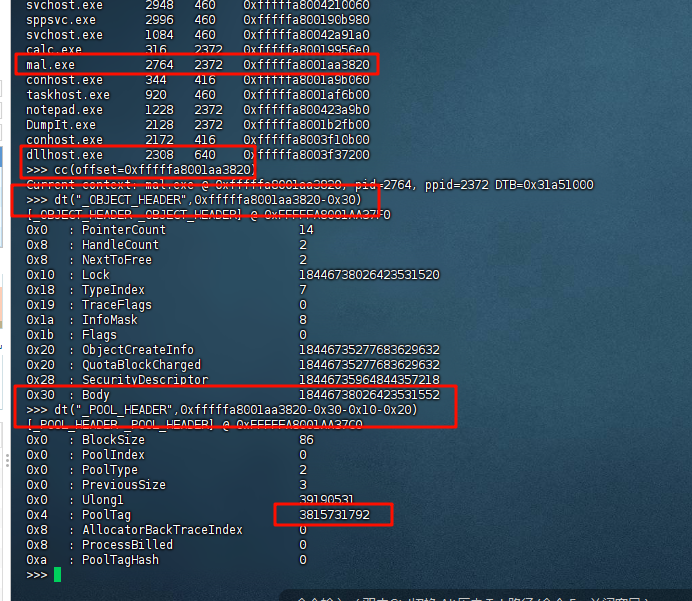 svchost.exe 2948 460 0xfffffa8004210060
sppsvc.exe 2996 460 0xfffffa800190b980
svchost.exe 1084 460 0xfffffa80042a91a0
calc.exe 316 2372 0xfffffa80019956e0
mal.exe 2764 2372 0xfffffa8001aa3820
conhost.exe 344 416 0xfffffa8001a9b060
taskhost.exe 920 460 0xfffffa8001af6b00
notepad.exe 1228 2372 0xfffffa800423a9b0
DumpIt.exe 2128 2372 0xfffffa8001b2fb00
conhost.exe 2172 416 0xfffffa8003f10b00
dllhost.exe 2308 640 0xfffffa8003f37200
>>> cc(offset=0xfffffa8001aa3820)
Current context: mal.exe @ 0xfffffa8001aa3820, pid=2764, ppid=2372 DTB=0x31a51000
>>> dt("_OBJECT_HEADER",0xfffffa8001aa3820-0x30)
[_OBJECT_HEADER _OBJECT_HEADER] @ 0xFFFFFA8001AA37F0
0x0 : PointerCount 14
0x8 : HandleCount 2
0x8 : NextToFree 2
0x10 : Lock 18446738026423531520
0x18 : TypeIndex 7
0x19 : TraceFlags 0
0x1a : InfoMask 8
0x1b : Flags 0
0x20 : ObjectCreateInfo 18446735277683629632
0x20 : QuotaBlockCharged 18446735277683629632
0x28 : SecurityDescriptor 18446735964844357218
0x30 : Body 18446738026423531552
>>> dt("_POOL_HEADER",0xfffffa8001aa3820-0x30-0x10-0x20)
[_POOL_HEADER _POOL_HEADER] @ 0xFFFFFA8001AA37C0
0x0 : BlockSize 86
0x0 : PoolIndex 0
0x0 : PoolType 2
0x0 : PreviousSize 3
0x0 : Ulong1 39190531
0x4 : PoolTag 3815731792
0x8 : AllocatorBackTraceIndex 0
0x8 : ProcessBilled 0
0xa : PoolTagHash 0
>>>